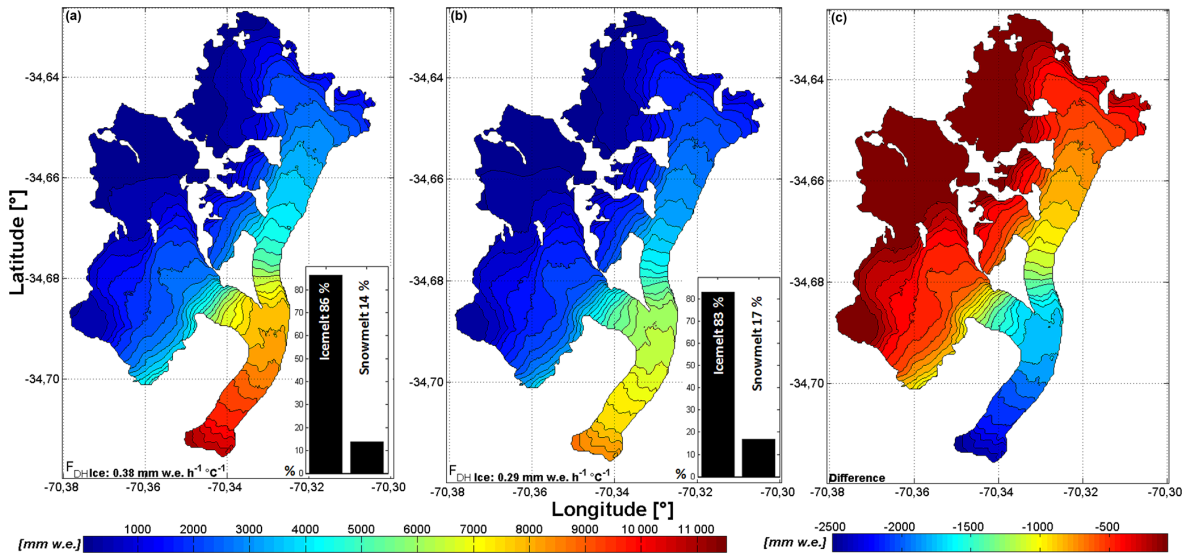 (a)
(b)
(c)
-34,64
-34,66
-34,68
-34,70
Latitude [°]
-34,64
-34,66
-34,68
-34,70
-34,64
-34,66
-34,68
-34,70
Icemelt 86 %
Snowmelt 14 %
80
70
60
50
40
30
20
10
0
%
Icemelt 83 %
Snowmelt 17 %
80
70
60
50
40
30
20
10
0
%
F_DH Ice: 0.38 mm w.e. h⁻¹ °C⁻¹
F_DH Ice: 0.29 mm w.e. h⁻¹ °C⁻¹
Difference
-70,38 -70,36 -70,34 -70,32 -70,30
-70,38 -70,36 -70,34 -70,32 -70,30
-70,38 -70,36 -70,34 -70,32 -70,30
Longitude [°]
[mm w.e.] 1000 2000 3000 4000 5000 6000 7000 8000 9000 10 000 11 000
[mm w.e.] -2500 -2000 -1500 -1000 -500